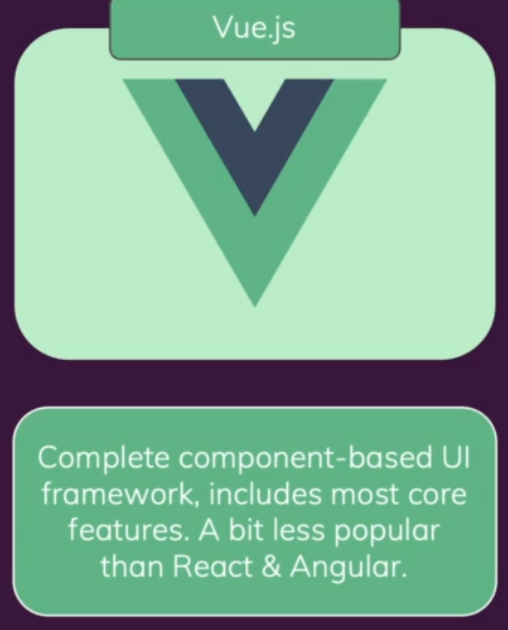 Vue.js
Complete component-based UI
framework, includes most core
features. A bit less popular
than React & Angular.